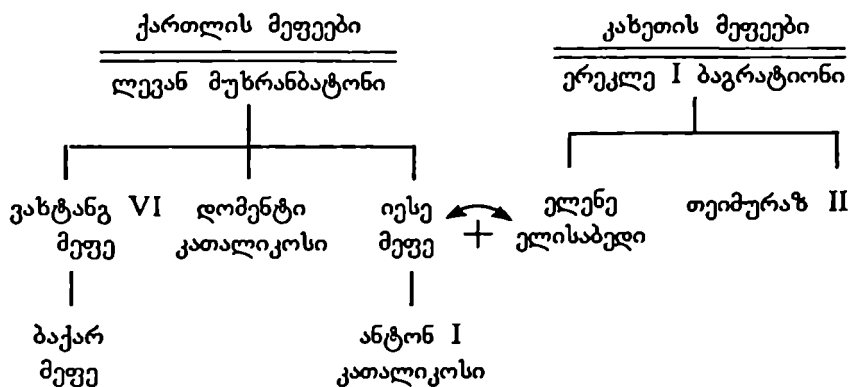 ქართლის მეფეები
კახეთის მეფეები
ლევან მუხრანბატონი
ერეკლე I ბაგრატიონი
ვახტანგ VI
მეფე
დომენტი
კათალიკოსი
იესე
მეფე
+
ელენე
ელისაბედი
თეიმურაზ II
ბაქარ
მეფე
ანტონ I
კათალიკოსი